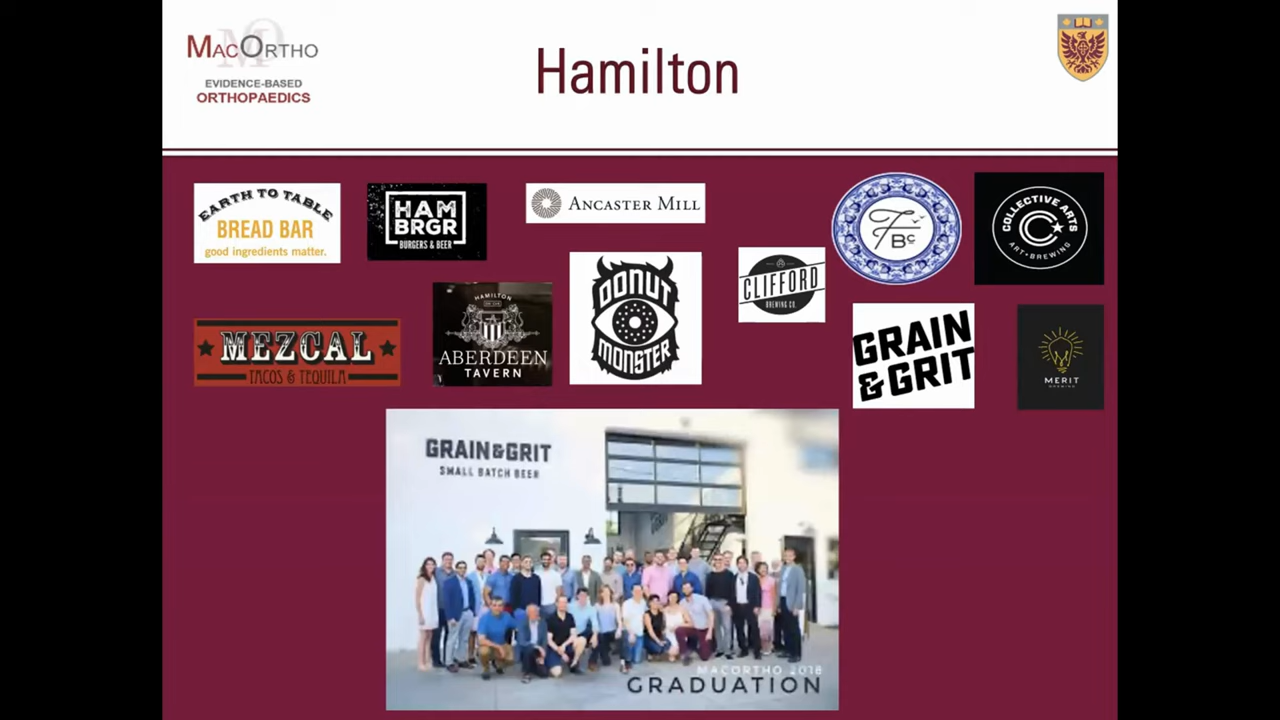 MACORTHO
EVIDENCE-BASED
ORTHOPAEDICS
Hamilton
EARTH TO TABLE
BREAD BAR
good ingredients matter.
HAM
BRGR
BURGERS & BEER
ANCASTER MILL
FBC
COLLECTIVE ARTS
C
ART • BREWING
MEZCAL
TACOS & TEQUILA
HAMILTON
ABERDEEN
TAVERN
DONUT
MONSTER
CLIFFORD
BREWING CO.
GRAIN
& GRIT
MERIT
BREWING
GRAIN&GRIT
SMALL BATCH BEER
MACORTHO 2018
GRADUATION